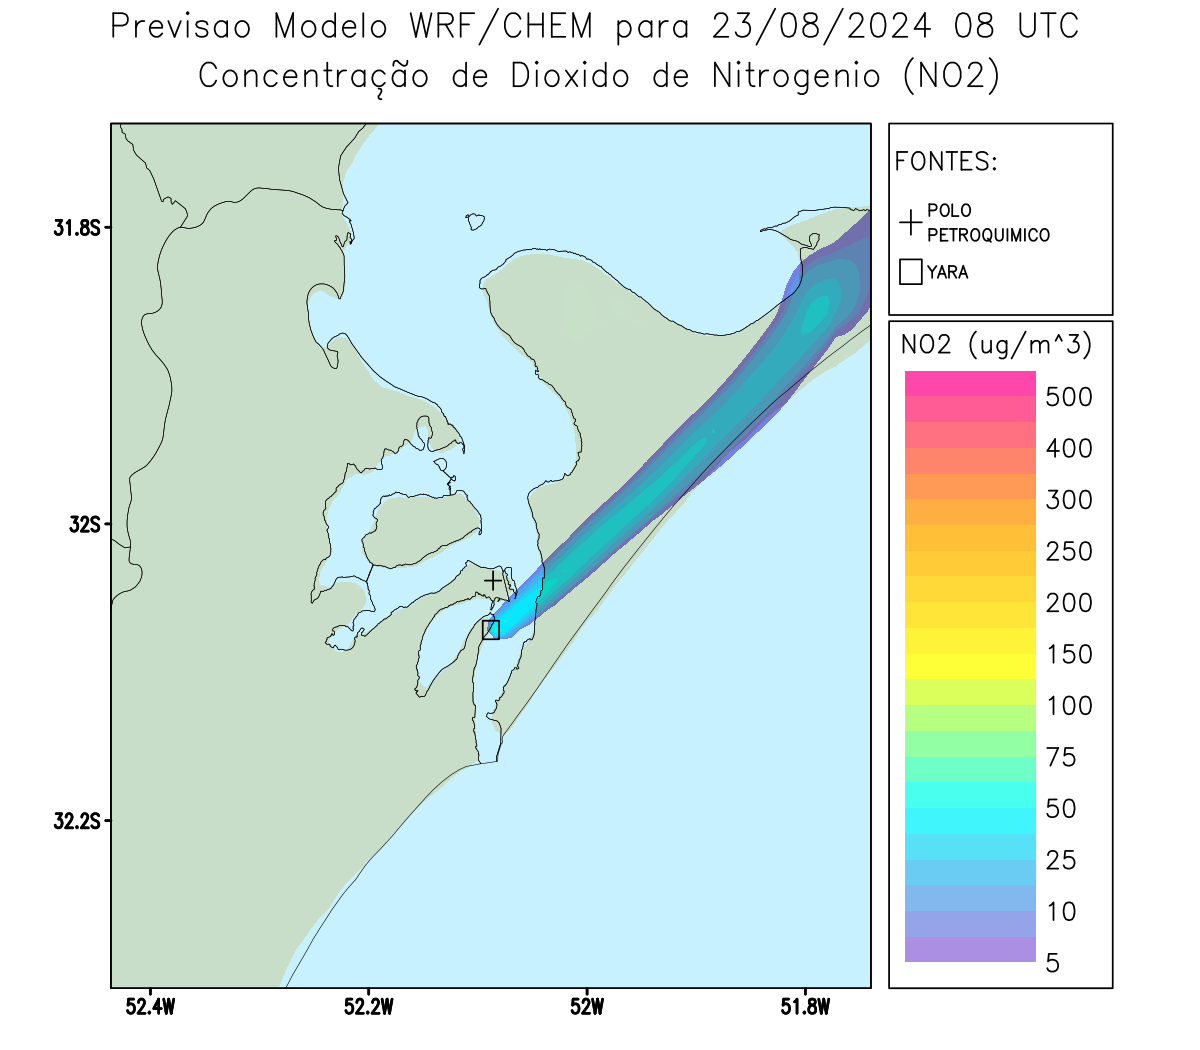 Previsao Modelo WRF/CHEM para 23/08/2024 08 UTC
Concentração de Dioxido de Nitrogenio (NO2)
FONTES:
POLO
PETROQUIMICO
YARA
NO2 (ug/m^3)
500
400
300
250
200
150
100
75
50
25
10
5
31.8S
32S
32.2S
52.4W
52.2W
52W
51.8W